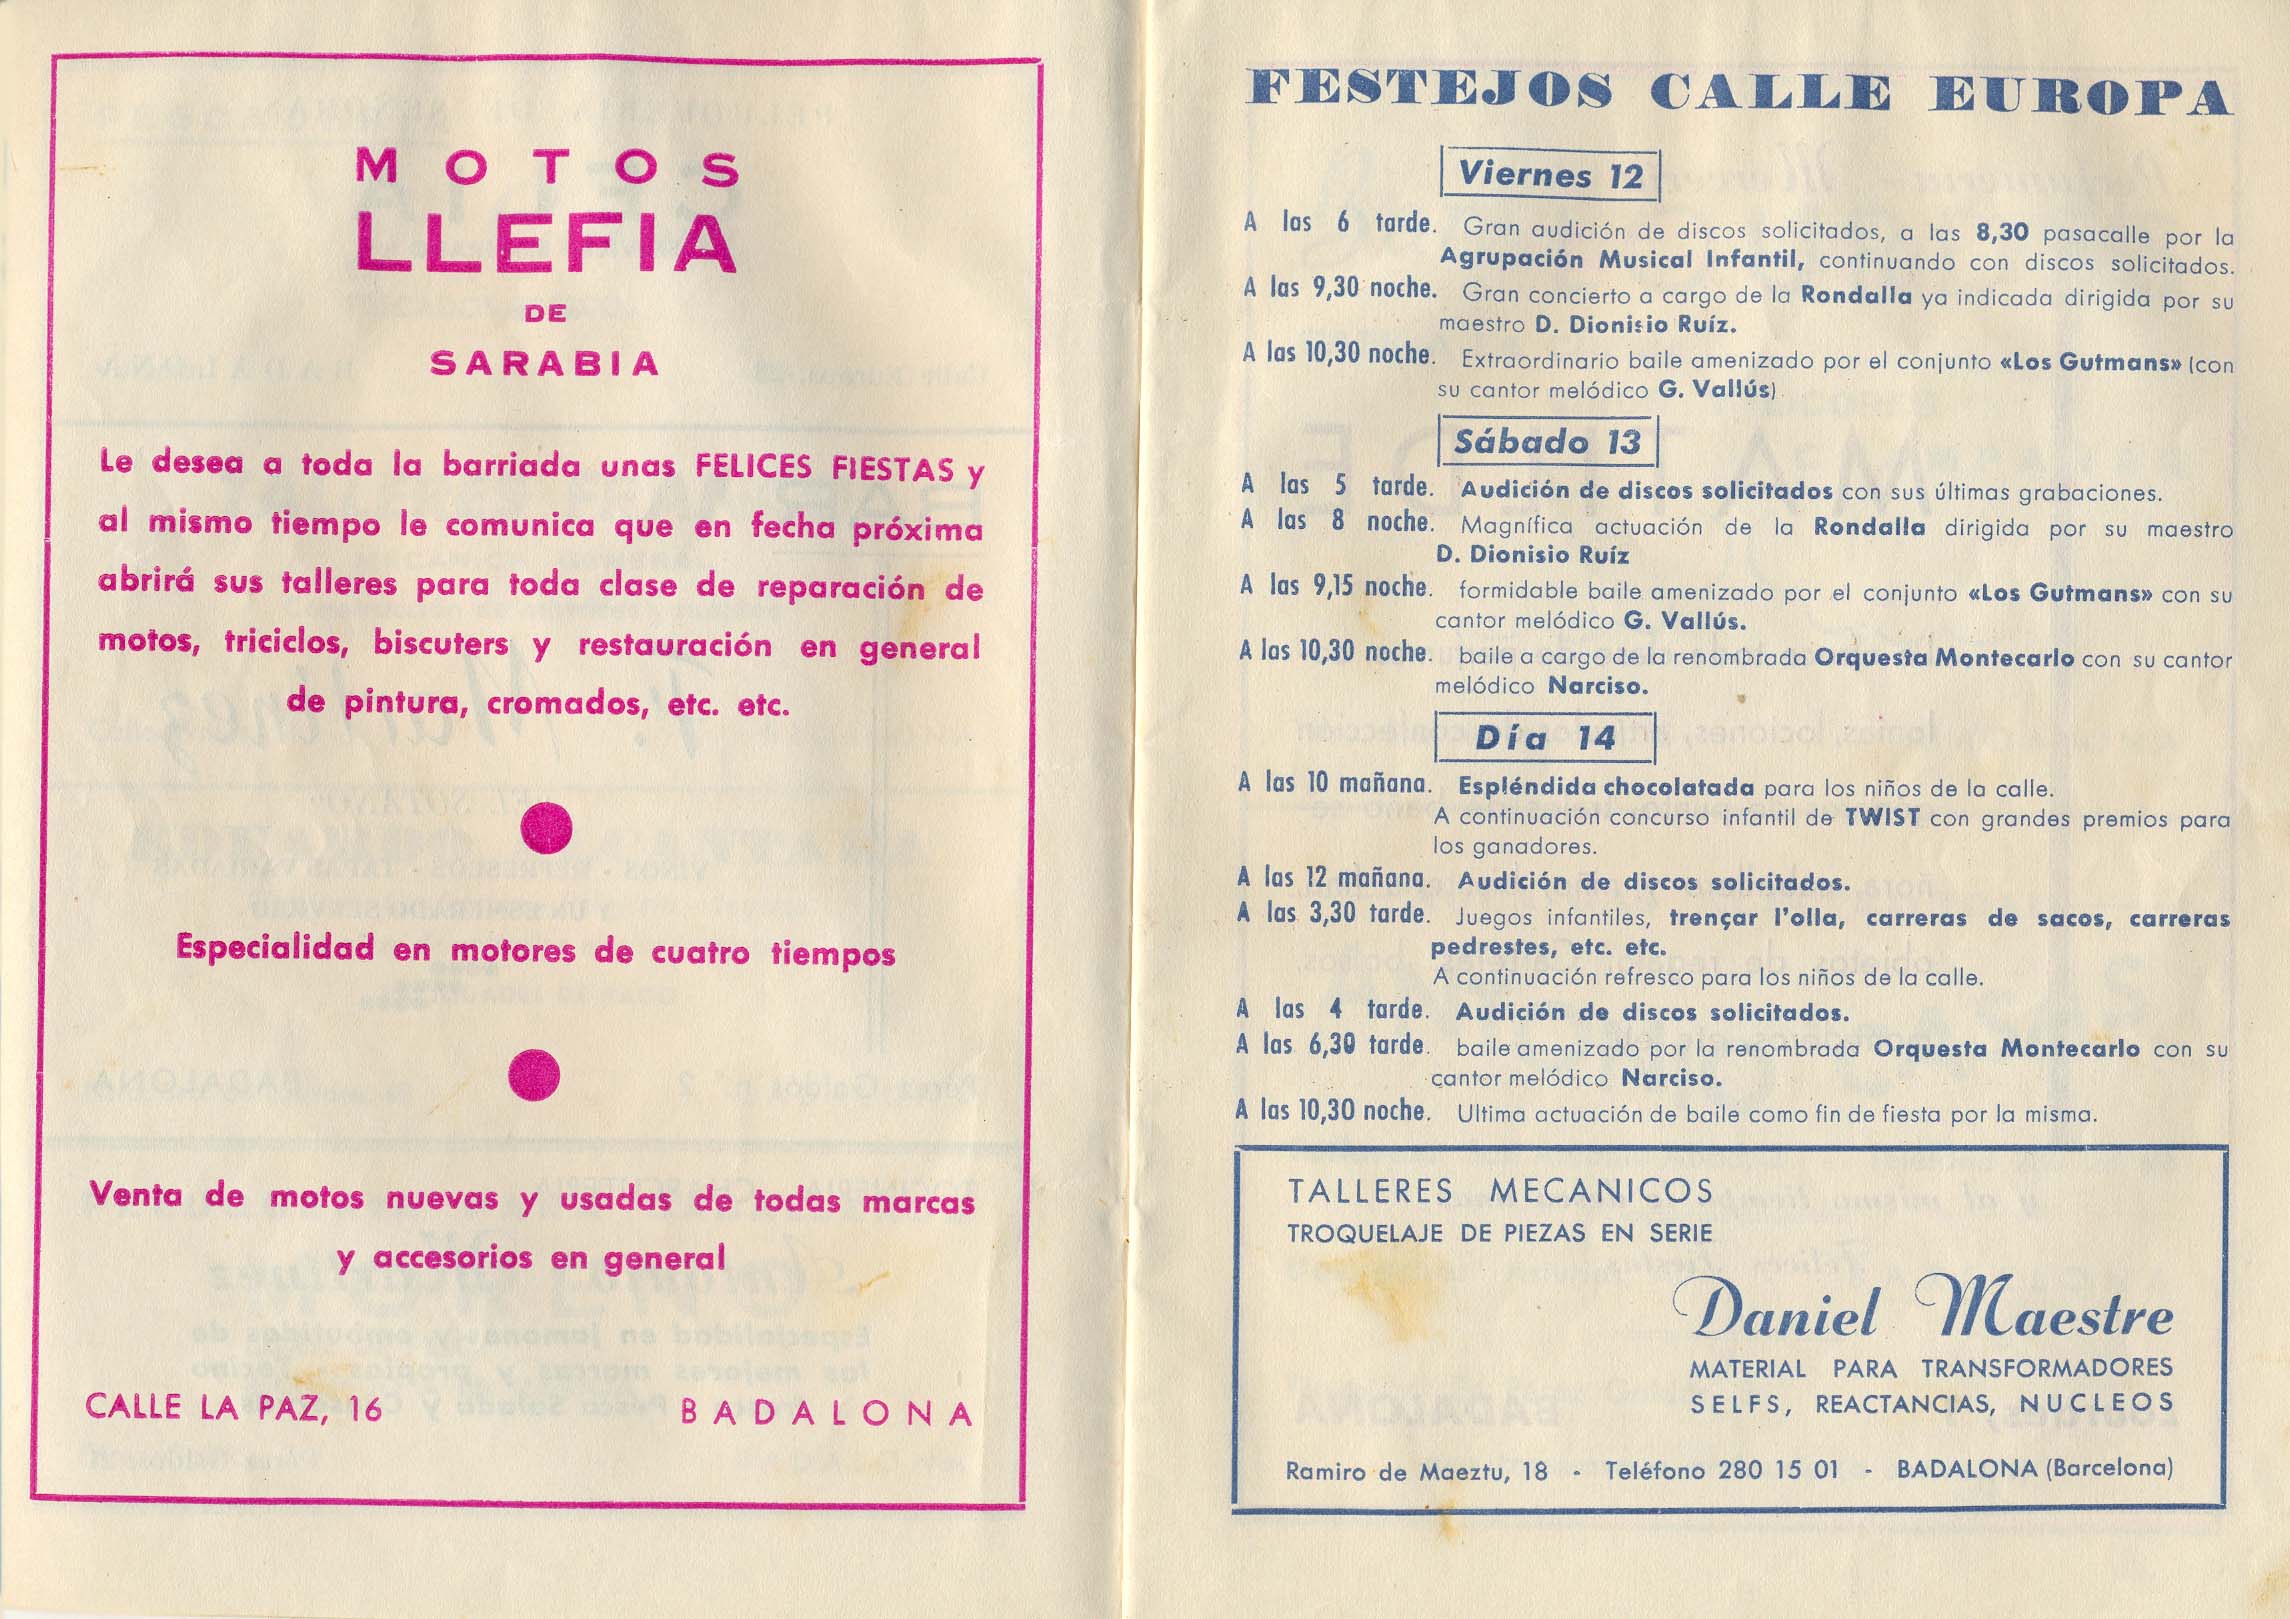 MOTOS
LLEFIA
DE
SARABIA
Le desea a toda la barriada unas FELICES FIESTAS y
al mismo tiempo le comunica que en fecha próxima
abrirá sus talleres para toda clase de reparación de
motos, triciclos, biscuters y restauración en general
de pintura, cromados, etc. etc.
Especialidad en motores de cuatro tiempos
Venta de motos nuevas y usadas de todas marcas
y accesorios en general
CALLE LA PAZ, 16 BADALONA
FESTEJOS CALLE EUROPA
Viernes 12
A las 6 tarde. Gran audición de discos solicitados, a las 8,30 pasacalle por la
Agrupación Musical Infantil, continuando con discos solicitados.
A las 9,30 noche. Gran concierto a cargo de la Rondalla ya indicada dirigida por su
maestro D. Dionisio Ruíz.
A las 10,30 noche. Extraordinario baile amenizado por el conjunto «Los Gutmans» (con
su cantor melódico G. Vallús).
Sábado 13
A las 5 tarde. Audición de discos solicitados con sus últimas grabaciones.
A las 8 noche. Magnífica actuación de la Rondalla dirigida por su maestro
D. Dionisio Ruíz
A las 9,15 noche. formidable baile amenizado por el conjunto «Los Gutmans» con su
cantor melódico G. Vallús.
A las 10,30 noche. baile a cargo de la renombrada Orquesta Montecarlo con su cantor
melódico Narciso.
Día 14
A las 10 mañana. Espléndida chocolatada para los niños de la calle.
A continuación concurso infantil de TWIST con grandes premios para
los ganadores.
A las 12 mañana. Audición de discos solicitados.
A las 3,30 tarde. Juegos infantiles, trençar l'olla, carreras de sacos, carreras
pedrestes, etc. etc.
A continuación refresco para los niños de la calle.
A las 4 tarde. Audición de discos solicitados.
A las 6,30 tarde. baile amenizado por la renombrada Orquesta Montecarlo con su
cantor melódico Narciso.
A las 10,30 noche. Ultima actuación de baile como fin de fiesta por la misma.
TALLERES MECANICOS
TROQUELAJE DE PIEZAS EN SERIE
Daniel Maestre
MATERIAL PARA TRANSFORMADORES
SELFS, REACTANCIAS, NUCLEOS
Ramiro de Maeztu, 18 - Teléfono 280 15 01 - BADALONA (Barcelona)